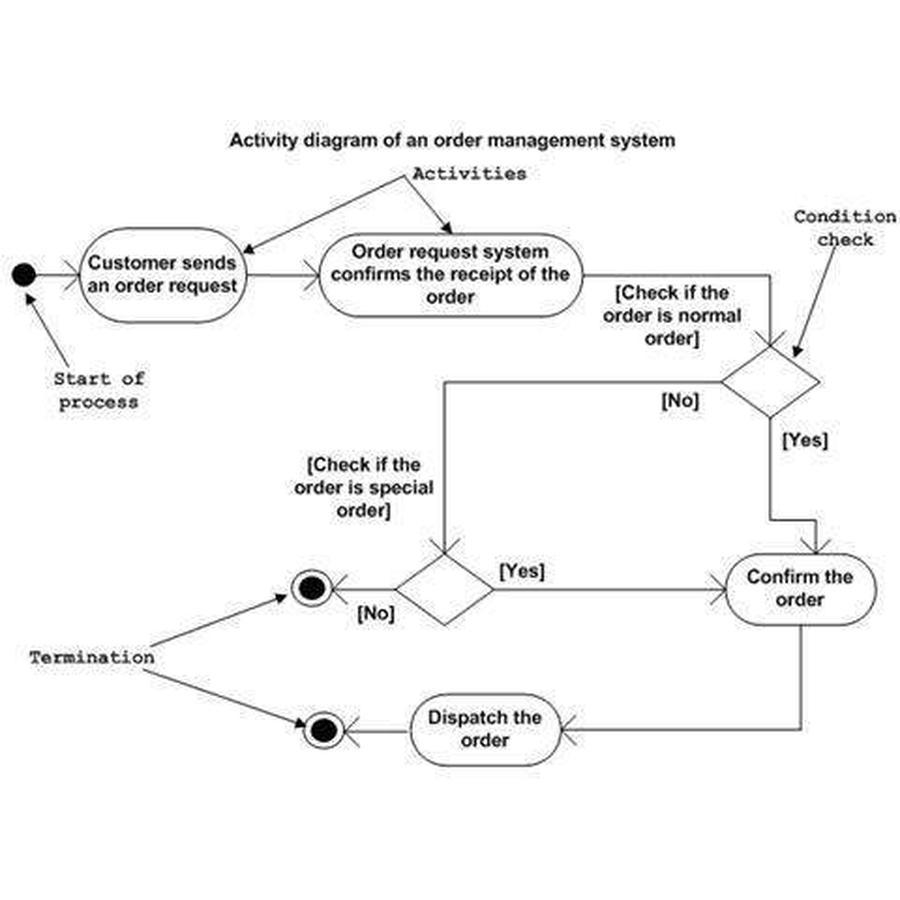 Activity diagram of an order management system
Activities
Condition
check
Customer sends
an order request
Order request system
confirms the receipt of the
order
[Check if the
order is normal
order]
Start of
process
[No]
[Yes]
[Check if the
order is special
order]
[Yes]
[No]
Confirm the
order
Termination
Dispatch the
order